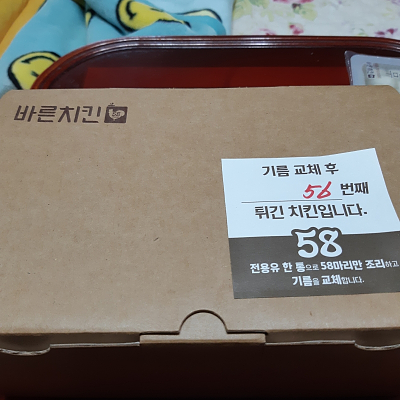 바른치킨
기름 교체 후
56 번째
튀긴 치킨입니다.
58
전용유 한 통으로 58마리만 조리하고
기름을 교체합니다.